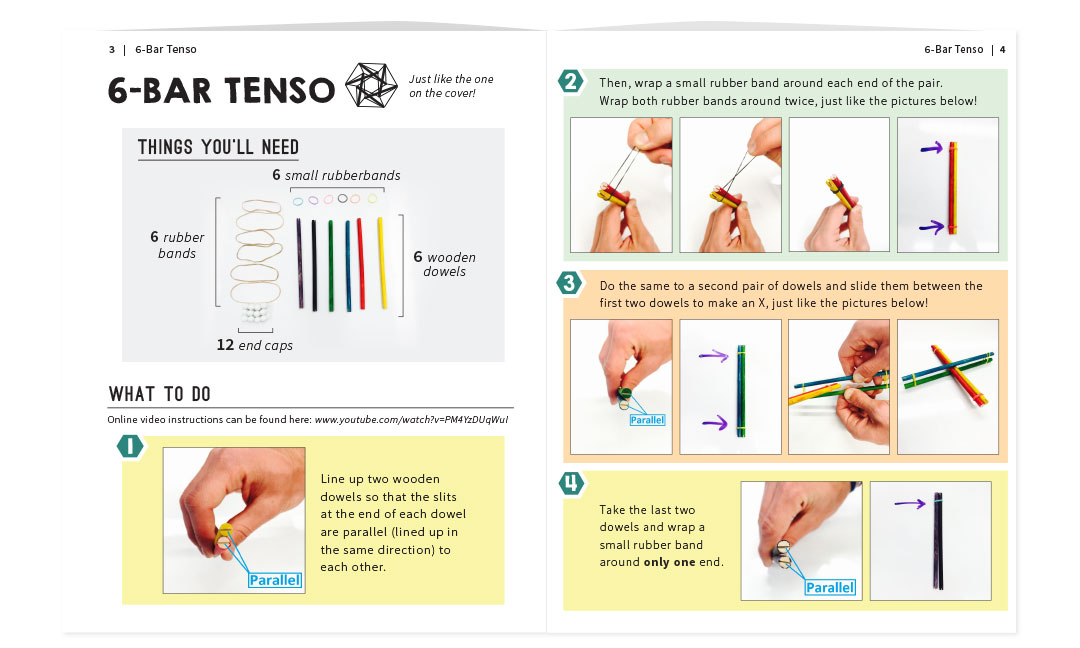 3 | 6-Bar Tenso
6-BAR TENSO
Just like the one
on the cover!
THINGS YOU'LL NEED
6 small rubberbands
6 rubber
bands
6 wooden
dowels
12 end caps
WHAT TO DO
Online video instructions can be found here: www.youtube.com/watch?v=PM4YzDUqWuI
1
Line up two wooden
dowels so that the slits
at the end of each dowel
are parallel (lined up in
the same direction) to
each other.
Parallel
6-Bar Tenso | 4
2
Then, wrap a small rubber band around each end of the pair.
Wrap both rubber bands around twice, just like the pictures below!
3
Do the same to a second pair of dowels and slide them between the
first two dowels to make an X, just like the pictures below!
Parallel
4
Take the last two
dowels and wrap a
small rubber band
around only one end.
Parallel